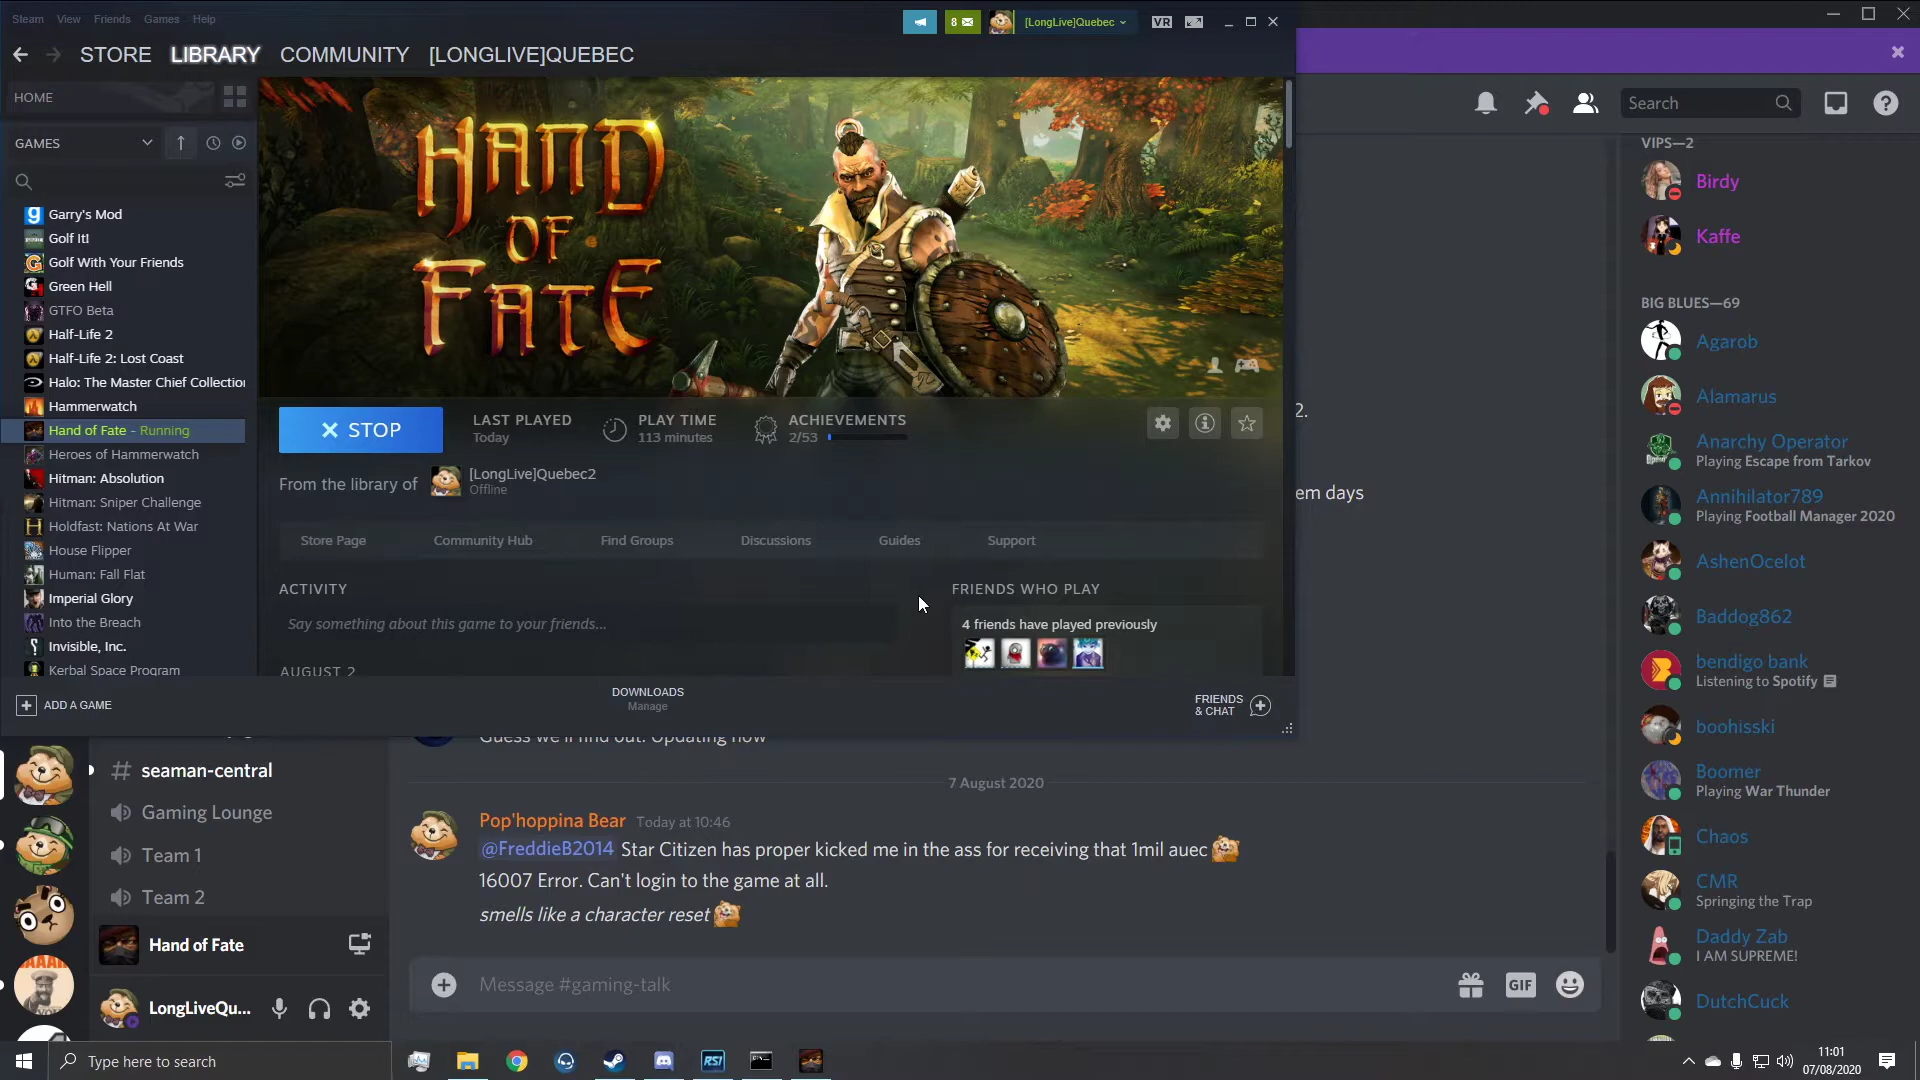 Steam View Friends Games Help
8 [LongLive]Quebec VR
STORE LIBRARY COMMUNITY [LONGLIVE]QUEBEC
HOME
GAMES
Garry's Mod
Golf It!
Golf With Your Friends
Green Hell
GTFO Beta
Half-Life 2
Half-Life 2: Lost Coast
Halo: The Master Chief Collection
Hammerwatch
Hand of Fate - Running
Heroes of Hammerwatch
Hitman: Absolution
Hitman: Sniper Challenge
Holdfast: Nations At War
House Flipper
Human: Fall Flat
Imperial Glory
Into the Breach
Invisible, Inc.
Kerbal Space Program
ADD A GAME
HAND
OF
FATE
STOP
LAST PLAYED
Today
PLAY TIME
113 minutes
ACHIEVEMENTS
2/53
From the library of
[LongLive]Quebec2
Offline
Store Page Community Hub Find Groups Discussions Guides Support
ACTIVITY
Say something about this game to your friends...
AUGUST 2
FRIENDS WHO PLAY
4 friends have played previously
DOWNLOADS
Manage
FRIENDS
& CHAT
Search
2.
em days
Guess we'll find out. Updating now
7 August 2020
Pop'hoppina Bear Today at 10:46
@FreddieB2014 Star Citizen has proper kicked me in the ass for receiving that 1mil auec
16007 Error. Can't login to the game at all.
smells like a character reset
Message #gaming-talk
GIF
# seaman-central
Gaming Lounge
Team 1
Team 2
Hand of Fate
LongLiveQu...
VIPS—2
Birdy
Kaffe
BIG BLUES—69
Agarob
Alamarus
Anarchy Operator
Playing Escape from Tarkov
Annihilator789
Playing Football Manager 2020
AshenOcelot
Baddog862
bendigo bank
Listening to Spotify
boohisski
Boomer
Playing War Thunder
Chaos
CMR
Springing the Trap
Daddy Zab
I AM SUPREME!
DutchCuck
Type here to search
RSI
11:01
07/08/2020